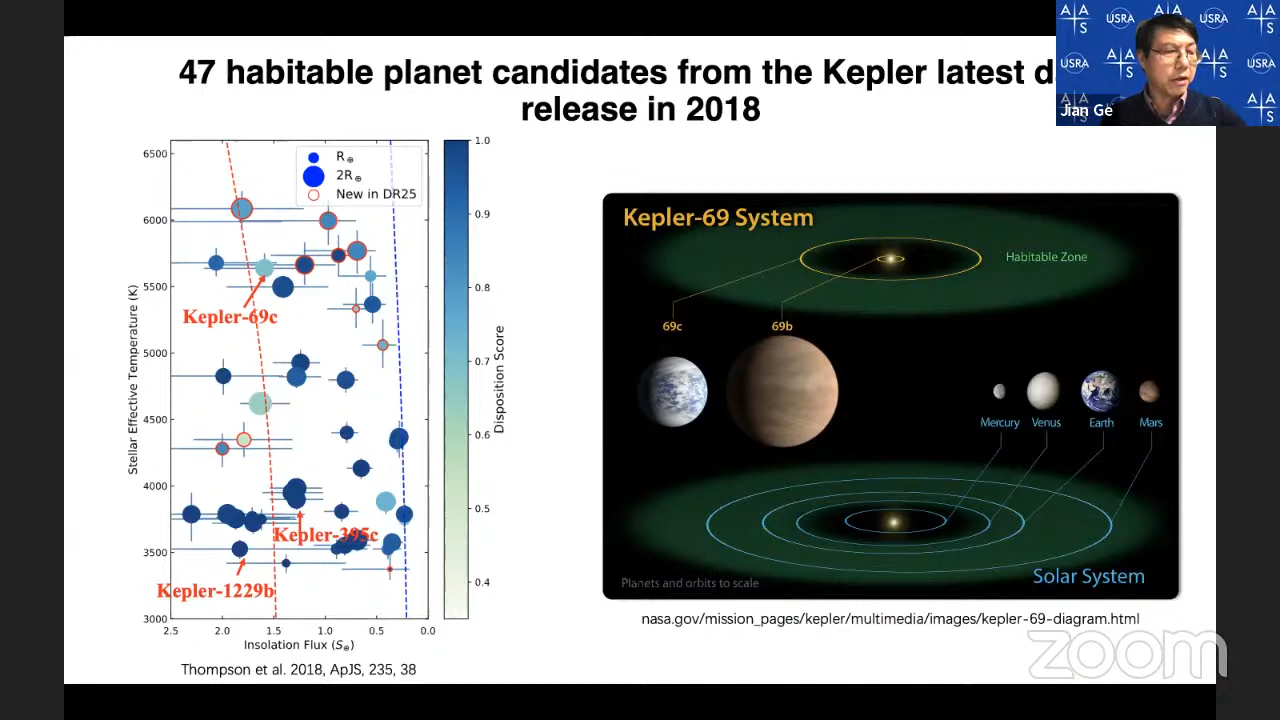 47 habitable planet candidates from the Kepler latest d
release in 2018
Jian Ge
USRA
USRA
USRA
USRA
6500
6000
5500
5000
4500
4000
3500
3000
Stellar Effective Temperature (K)
R⊕
2R⊕
New in DR25
Kepler-69c
Kepler-395c
Kepler-1229b
2.5 2.0 1.5 1.0 0.5 0.0
Insolation Flux (S⊕)
1.0
0.9
0.8
0.7
0.6
0.5
0.4
Disposition Score
Thompson et al. 2018, ApJS, 235, 38
Kepler-69 System
Habitable Zone
69c 69b
Mercury Venus Earth Mars
Planets and orbits to scale
Solar System
nasa.gov/mission_pages/kepler/multimedia/images/kepler-69-diagram.html
zoom